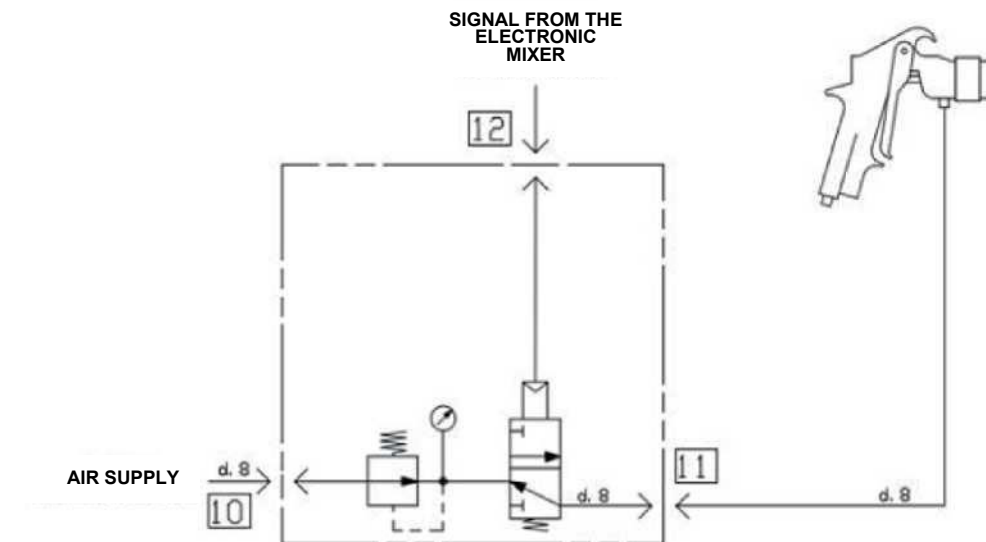 SIGNAL FROM THE
ELECTRONIC
MIXER
12
11
AIR SUPPLY
d. 8
10
d. 8
d. 8